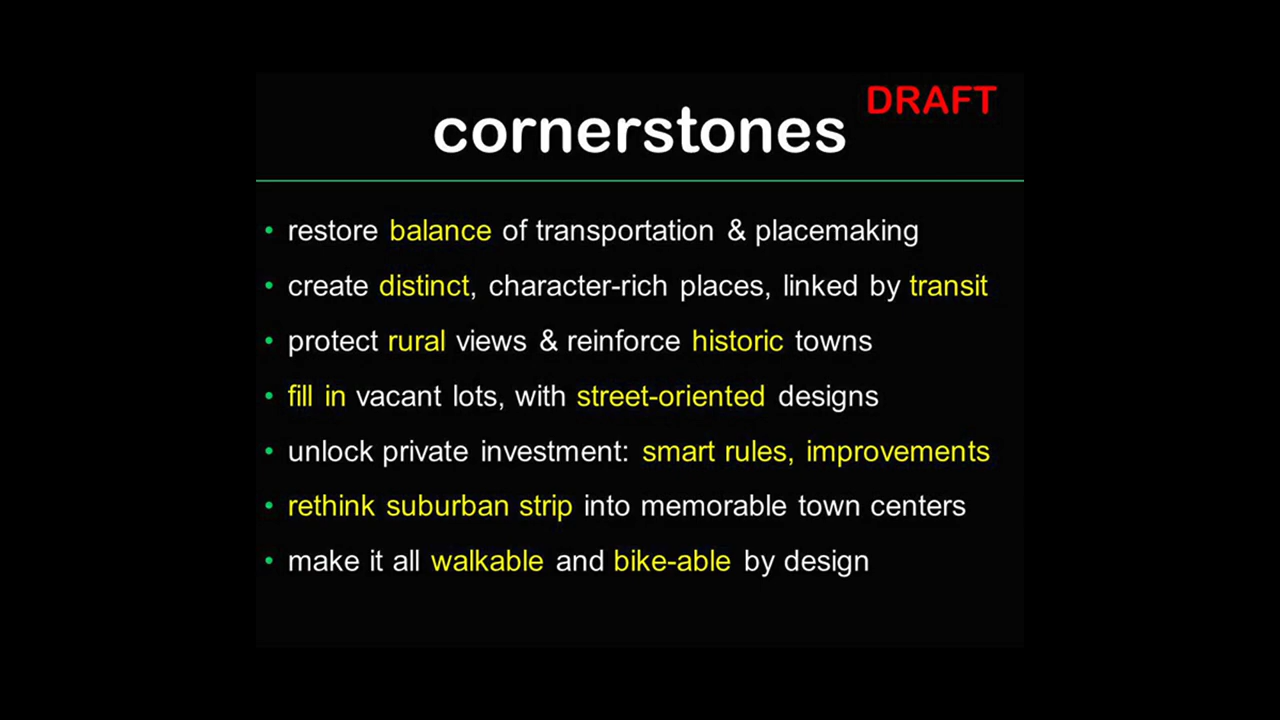 DRAFT
cornerstones
• restore balance of transportation & placemaking
• create distinct, character-rich places, linked by transit
• protect rural views & reinforce historic towns
• fill in vacant lots, with street-oriented designs
• unlock private investment: smart rules, improvements
• rethink suburban strip into memorable town centers
• make it all walkable and bike-able by design